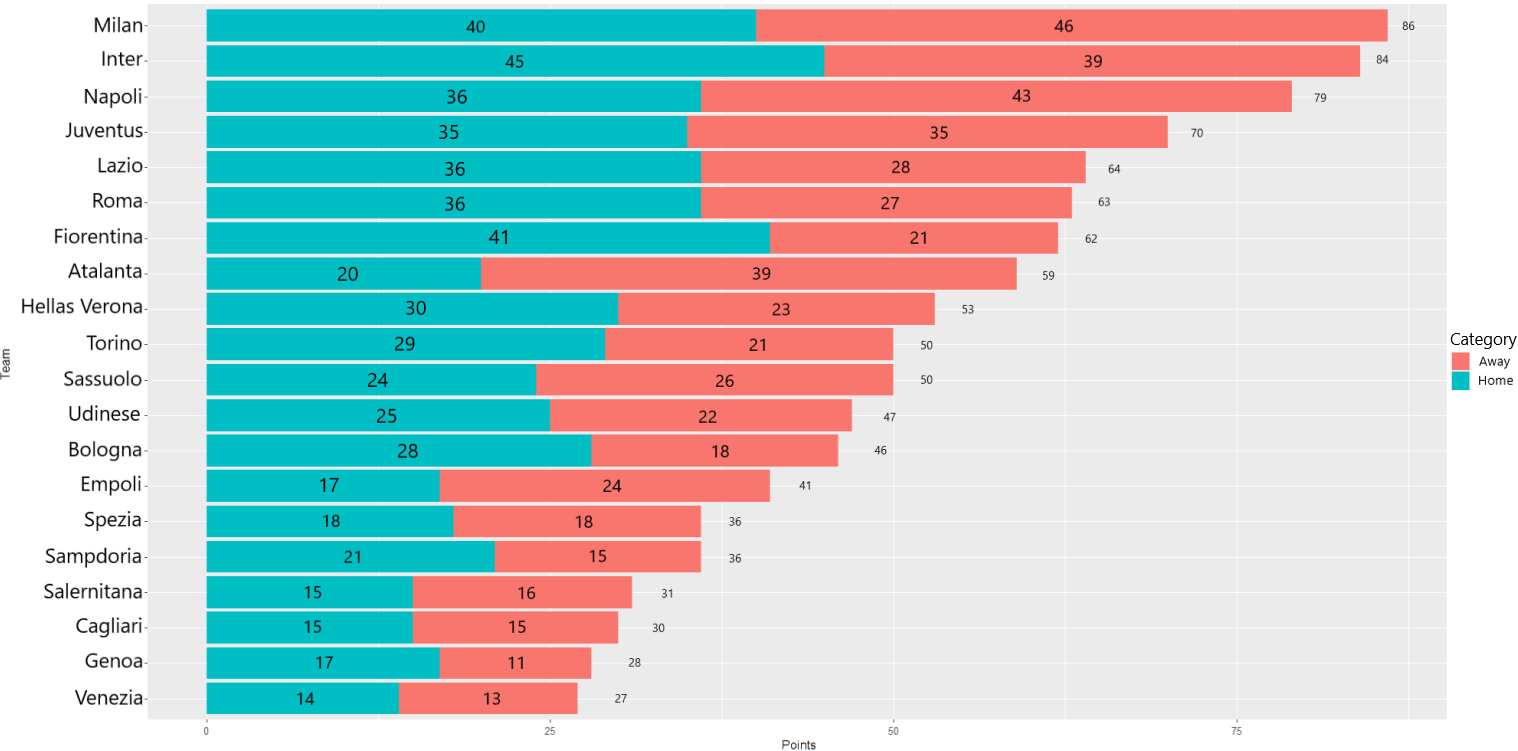 Milan 40 46 86
Inter 45 39 84
Napoli 36 43 79
Juventus 35 35 70
Lazio 36 28 64
Roma 36 27 63
Fiorentina 41 21 62
Atalanta 20 39 59
Hellas Verona 30 23 53
Torino 29 21 50
Sassuolo 24 26 50
Udinese 25 22 47
Bologna 28 18 46
Empoli 17 24 41
Spezia 18 18 36
Sampdoria 21 15 36
Salernitana 15 16 31
Cagliari 15 15 30
Genoa 17 11 28
Venezia 14 13 27
0 25 50 75
Points
Team
Category
Away
Home